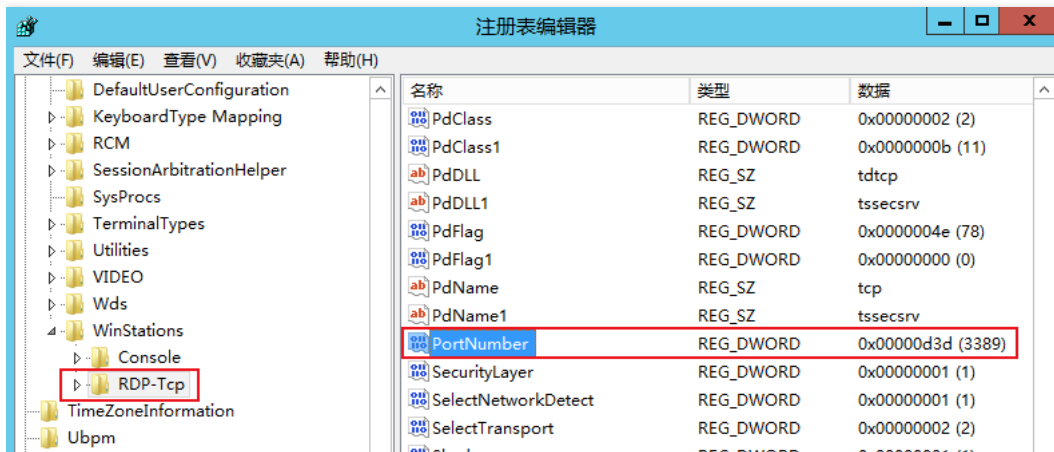 注册表编辑器
文件(F) 编辑(E) 查看(V) 收藏夹(A) 帮助(H)
DefaultUserConfiguration
KeyboardType Mapping
RCM
SessionArbitrationHelper
SysProcs
TerminalTypes
Utilities
VIDEO
Wds
WinStations
Console
RDP-Tcp
TimeZoneInformation
Ubpm
名称 类型 数据
PdClass REG_DWORD 0x00000002 (2)
PdClass1 REG_DWORD 0x0000000b (11)
PdDLL REG_SZ tdtcp
PdDLL1 REG_SZ tssecsrv
PdFlag REG_DWORD 0x0000004e (78)
PdFlag1 REG_DWORD 0x00000000 (0)
PdName REG_SZ tcp
PdName1 REG_SZ tssecsrv
PortNumber REG_DWORD 0x00000d3d (3389)
SecurityLayer REG_DWORD 0x00000001 (1)
SelectNetworkDetect REG_DWORD 0x00000001 (1)
SelectTransport REG_DWORD 0x00000002 (2)